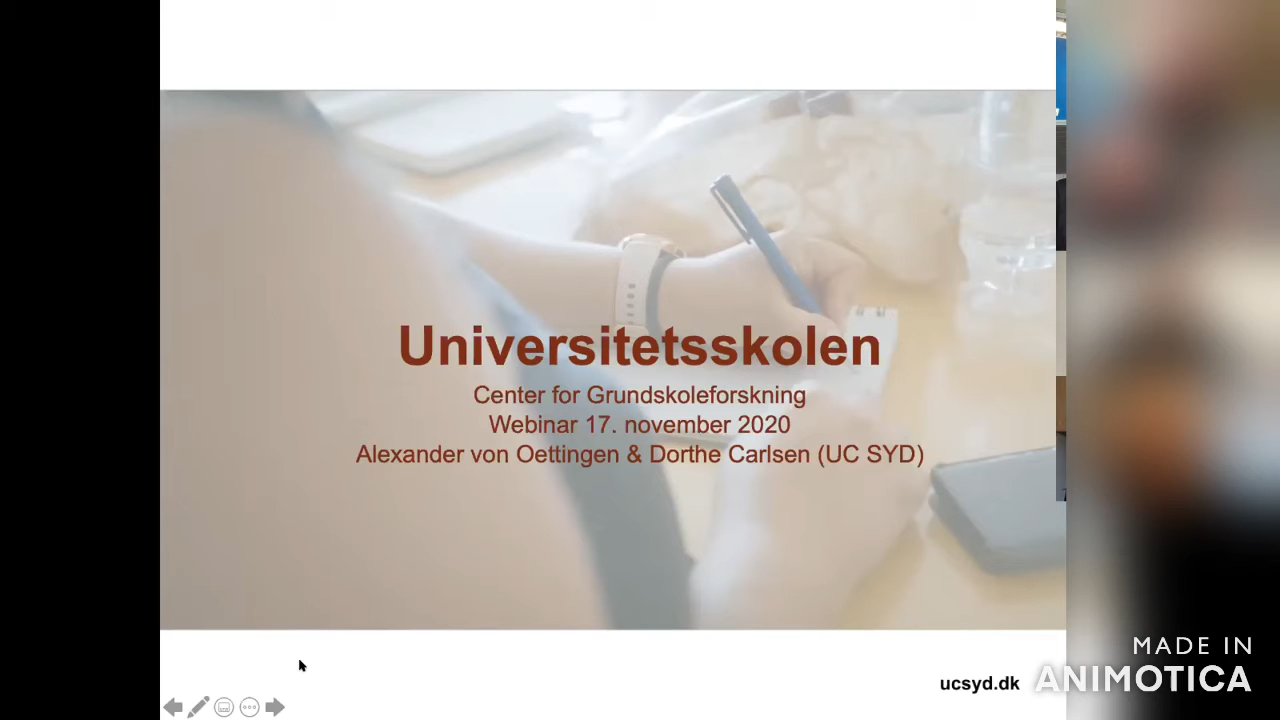 Universitetsskolen
Center for Grundskoleforskning
Webinar 17. november 2020
Alexander von Oettingen & Dorthe Carlsen (UC SYD)
ucsyd.dk
MADE IN
ANIMOTICA